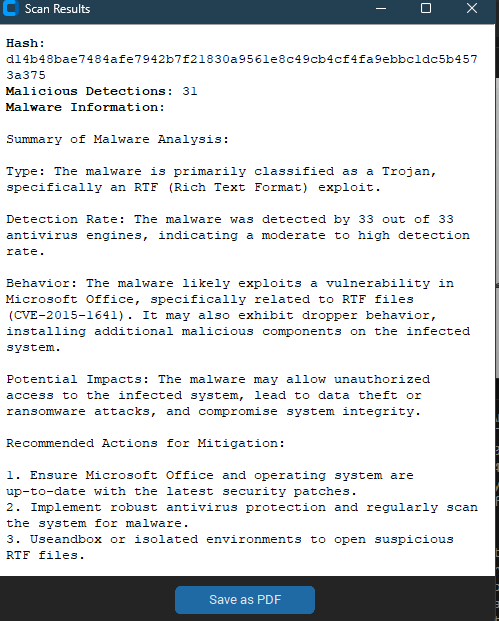 Scan Results
Hash:
d14b48bae7484afe7942b7f21830a9561e8c49cb4cf4fa9ebbc1dc5b457
3a375
Malicious Detections: 31
Malware Information:
Summary of Malware Analysis:
Type: The malware is primarily classified as a Trojan,
specifically an RTF (Rich Text Format) exploit.
Detection Rate: The malware was detected by 33 out of 33
antivirus engines, indicating a moderate to high detection
rate.
Behavior: The malware likely exploits a vulnerability in
Microsoft Office, specifically related to RTF files
(CVE-2015-1641). It may also exhibit dropper behavior,
installing additional malicious components on the infected
system.
Potential Impacts: The malware may allow unauthorized
access to the infected system, lead to data theft or
ransomware attacks, and compromise system integrity.
Recommended Actions for Mitigation:
1. Ensure Microsoft Office and operating system are
up-to-date with the latest security patches.
2. Implement robust antivirus protection and regularly scan
the system for malware.
3. Useandbox or isolated environments to open suspicious
RTF files.
Save as PDF